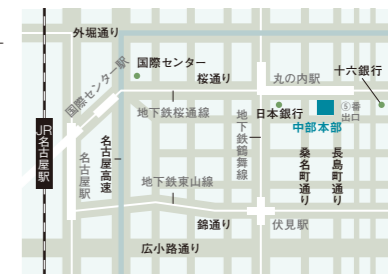 外堀通り
国際センター駅
国際センター
桜通り
丸の内駅
十六銀行
地下鉄桜通線
日本銀行
⑤番
出口
中部本部
JR名古屋駅
名古屋駅
名古屋高速
地下鉄鶴舞線
桑名町通り
長島町通り
地下鉄東山線
錦通り
伏見駅
広小路通り